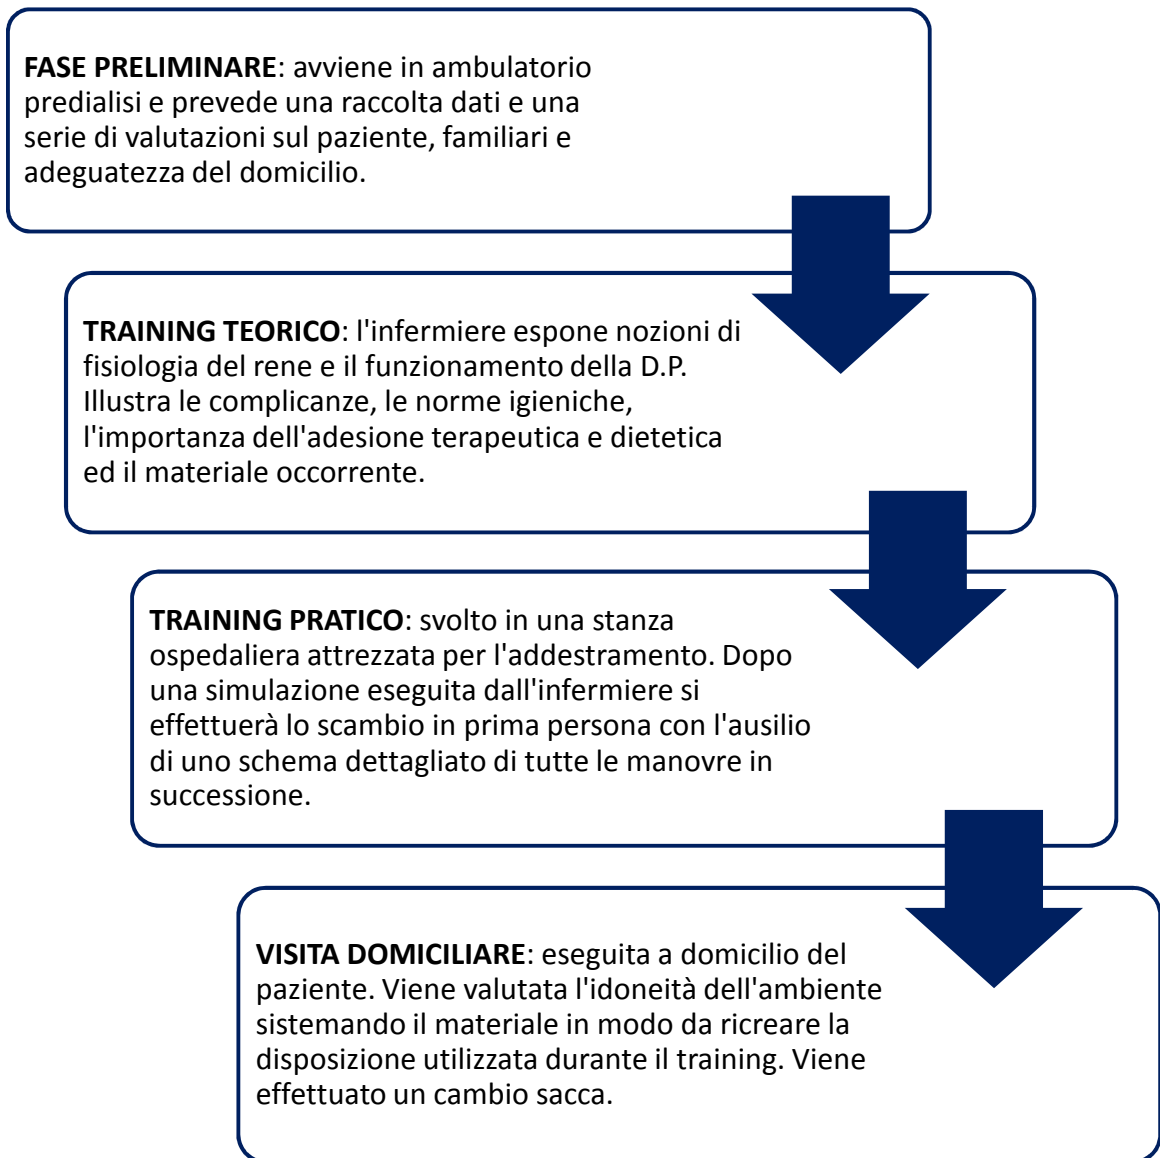 FASE PRELIMINARE: avviene in ambulatorio
predialisi e prevede una raccolta dati e una
serie di valutazioni sul paziente, familiari e
adeguatezza del domicilio.
TRAINING TEORICO: l'infermiere espone nozioni di
fisiologia del rene e il funzionamento della D.P.
Illustra le complicanze, le norme igieniche,
l'importanza dell'adesione terapeutica e dietetica
ed il materiale occorrente.
TRAINING PRATICO: svolto in una stanza
ospedaliera attrezzata per l'addestramento. Dopo
una simulazione eseguita dall'infermiere si
effettuerà lo scambio in prima persona con l'ausilio
di uno schema dettagliato di tutte le manovre in
successione.
VISITA DOMICILIARE: eseguita a domicilio del
paziente. Viene valutata l'idoneità dell'ambiente
sistemando il materiale in modo da ricreare la
disposizione utilizzata durante il training. Viene
effettuato un cambio sacca.